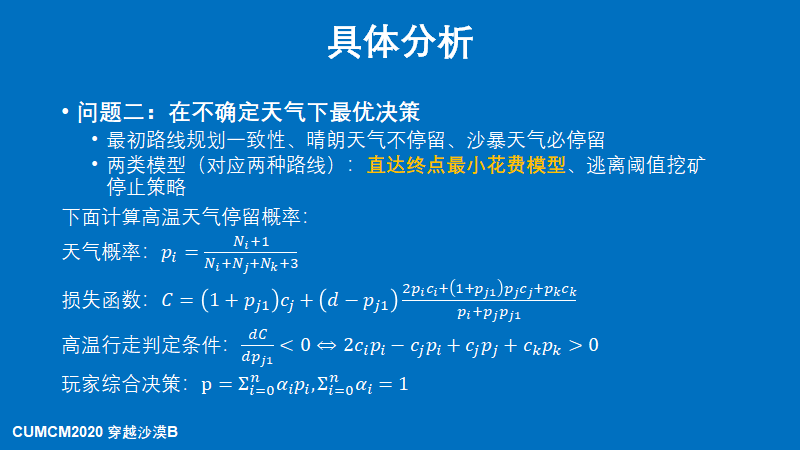 具体分析
• 问题二：在不确定天气下最优决策
• 最初路线规划一致性、晴朗天气不停留、沙暴天气必停留
• 两类模型（对应两种路线）：直达终点最小花费模型、逃离阈值挖矿
停止策略
下面计算高温天气停留概率：
天气概率：$p_i = \frac{N_i+1}{N_i+N_j+N_k+3}$
损失函数：$C = (1 + p_{j1})c_j + (d - p_{j1})\frac{2p_ic_i+(1+p_{j1})p_jc_j+p_kc_k}{p_i+p_jp_{j1}}$
高温行走判定条件：$\frac{dC}{dp_{j1}} < 0 \Leftrightarrow 2c_ip_i - c_jp_i + c_jp_j + c_kp_k > 0$
玩家综合决策：$\mathrm{p} = \Sigma_{i=0}^{n}\alpha_ip_i, \Sigma_{i=0}^{n}\alpha_i = 1$
CUMCM2020 穿越沙漠B